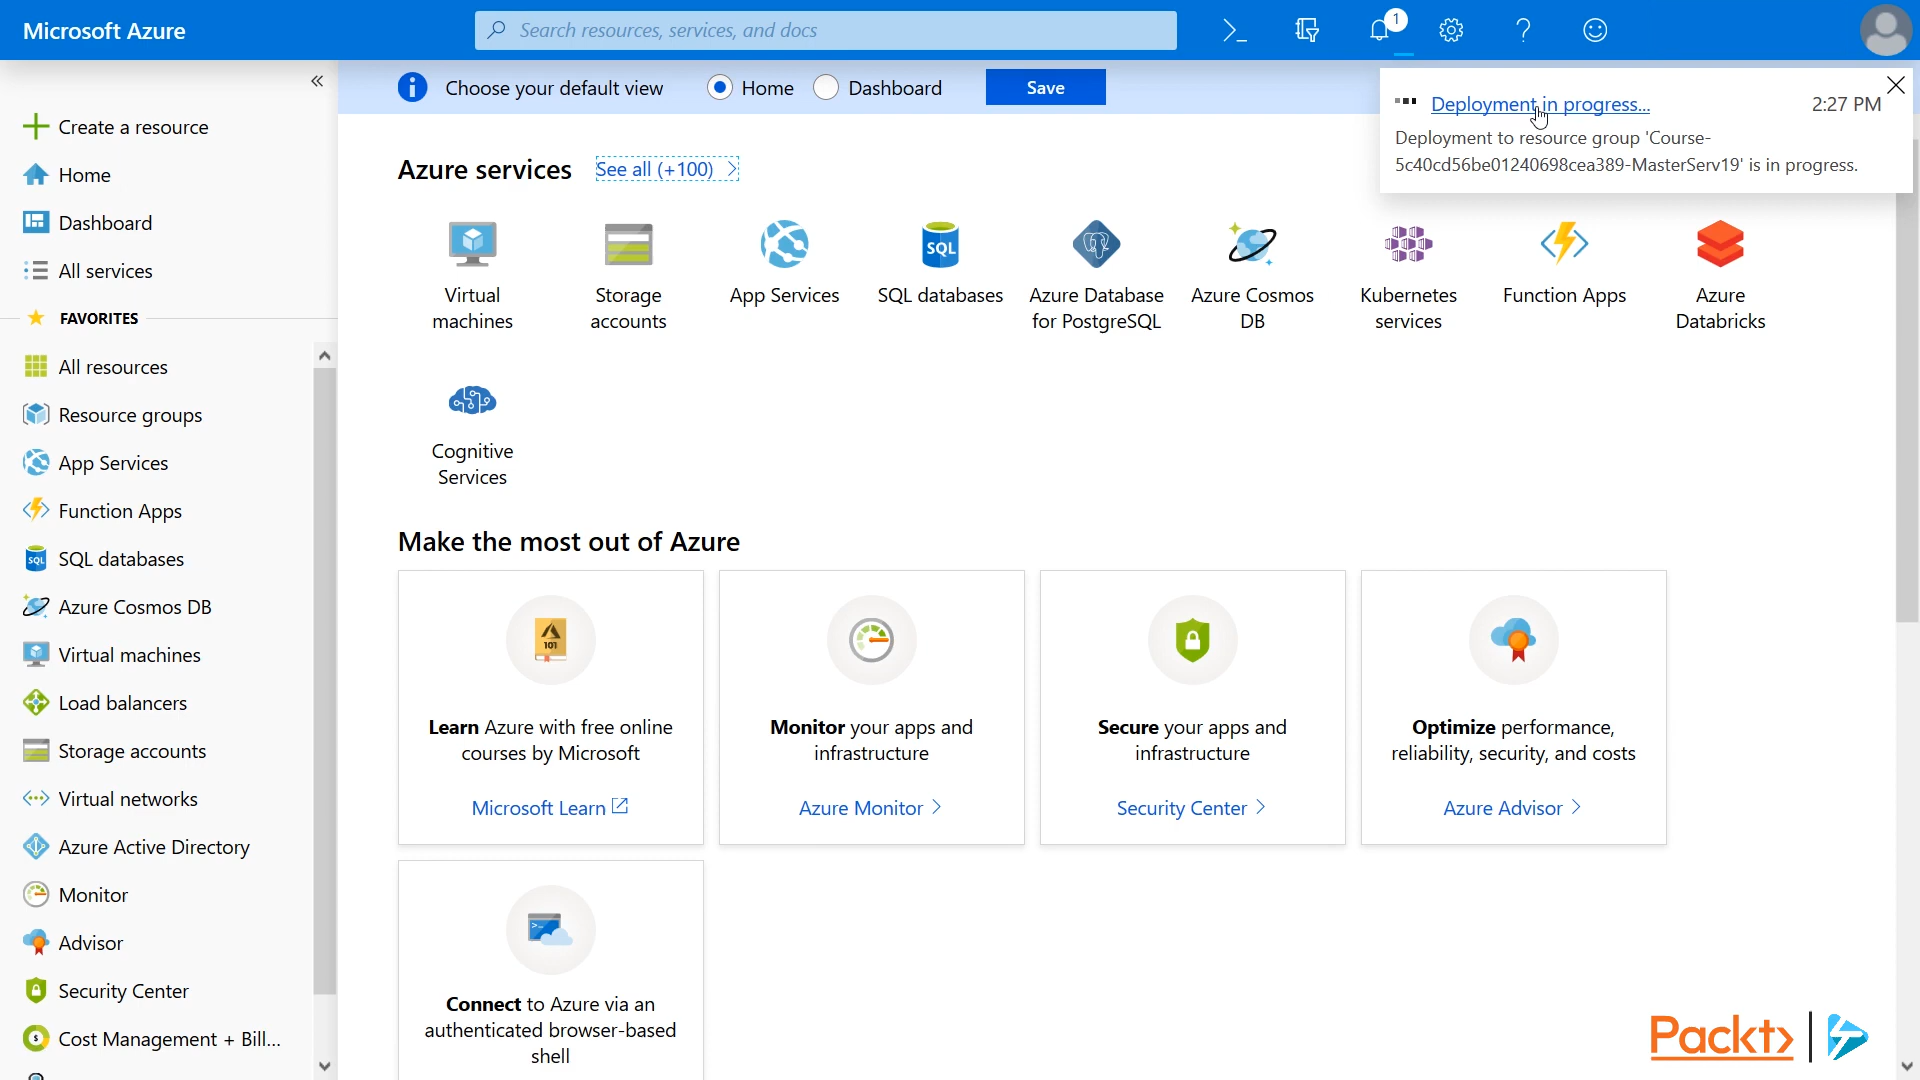 Microsoft Azure
Search resources, services, and docs
1
Choose your default view
Home
Dashboard
Save
Deployment in progress...
2:27 PM
Deployment to resource group 'Course-
5c40cd56be01240698cea389-MasterServ19' is in progress.
Create a resource
Home
Dashboard
All services
FAVORITES
All resources
Resource groups
App Services
Function Apps
SQL
SQL databases
Azure Cosmos DB
Virtual machines
Load balancers
Storage accounts
Virtual networks
Azure Active Directory
Monitor
Advisor
Security Center
Cost Management + Bill...
Azure services
See all (+100)
Virtual
machines
Storage
accounts
App Services
SQL
SQL databases
Azure Database
for PostgreSQL
Azure Cosmos
DB
Kubernetes
services
Function Apps
Azure
Databricks
Cognitive
Services
Make the most out of Azure
101
Learn Azure with free online
courses by Microsoft
Microsoft Learn
Monitor your apps and
infrastructure
Azure Monitor
Secure your apps and
infrastructure
Security Center
Optimize performance,
reliability, security, and costs
Azure Advisor
Connect to Azure via an
authenticated browser-based
shell
Packt>